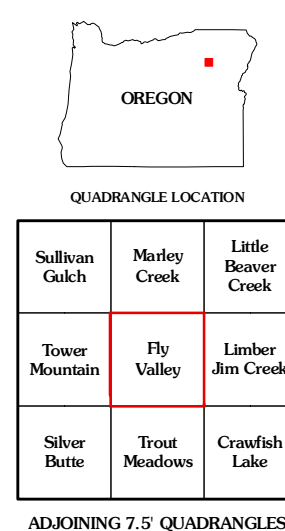 OREGON
QUADRANGLE LOCATION
Sullivan
Gulch
Marley
Creek
Little
Beaver
Creek
Tower
Mountain
Fly
Valley
Limber
Jim Creek
Silver
Butte
Trout
Meadows
Crawfish
Lake
ADJOINING 7.5' QUADRANGLES